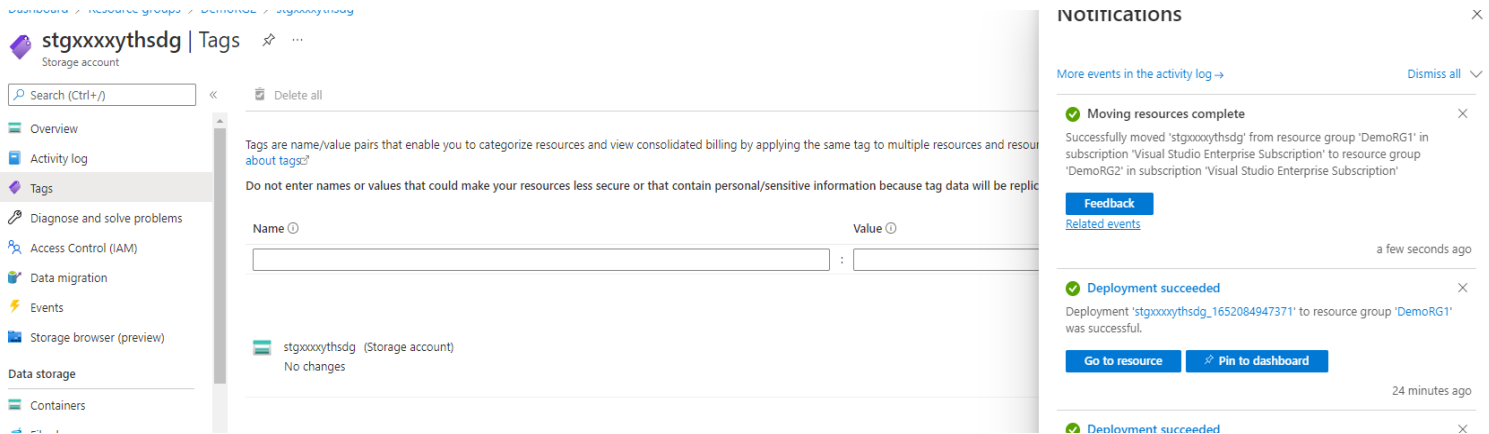 Dashboard > Resource groups > DemoRG2 > stgxxxxythsdg
stgxxxxythsdg | Tags
Storage account
Search (Ctrl+/)
Overview
Activity log
Tags
Diagnose and solve problems
Access Control (IAM)
Data migration
Events
Storage browser (preview)
Data storage
Containers
Delete all
Tags are name/value pairs that enable you to categorize resources and view consolidated billing by applying the same tag to multiple resources and resour
about tags
Do not enter names or values that could make your resources less secure or that contain personal/sensitive information because tag data will be replic
Name
Value
:
stgxxxxythsdg (Storage account)
No changes
Notifications
More events in the activity log →
Dismiss all
Moving resources complete
Successfully moved 'stgxxxxythsdg' from resource group 'DemoRG1' in
subscription 'Visual Studio Enterprise Subscription' to resource group
'DemoRG2' in subscription 'Visual Studio Enterprise Subscription'
Feedback
Related events
a few seconds ago
Deployment succeeded
Deployment 'stgxxxxythsdg_1652084947371' to resource group 'DemoRG1'
was successful.
Go to resource
Pin to dashboard
24 minutes ago
Deployment succeeded